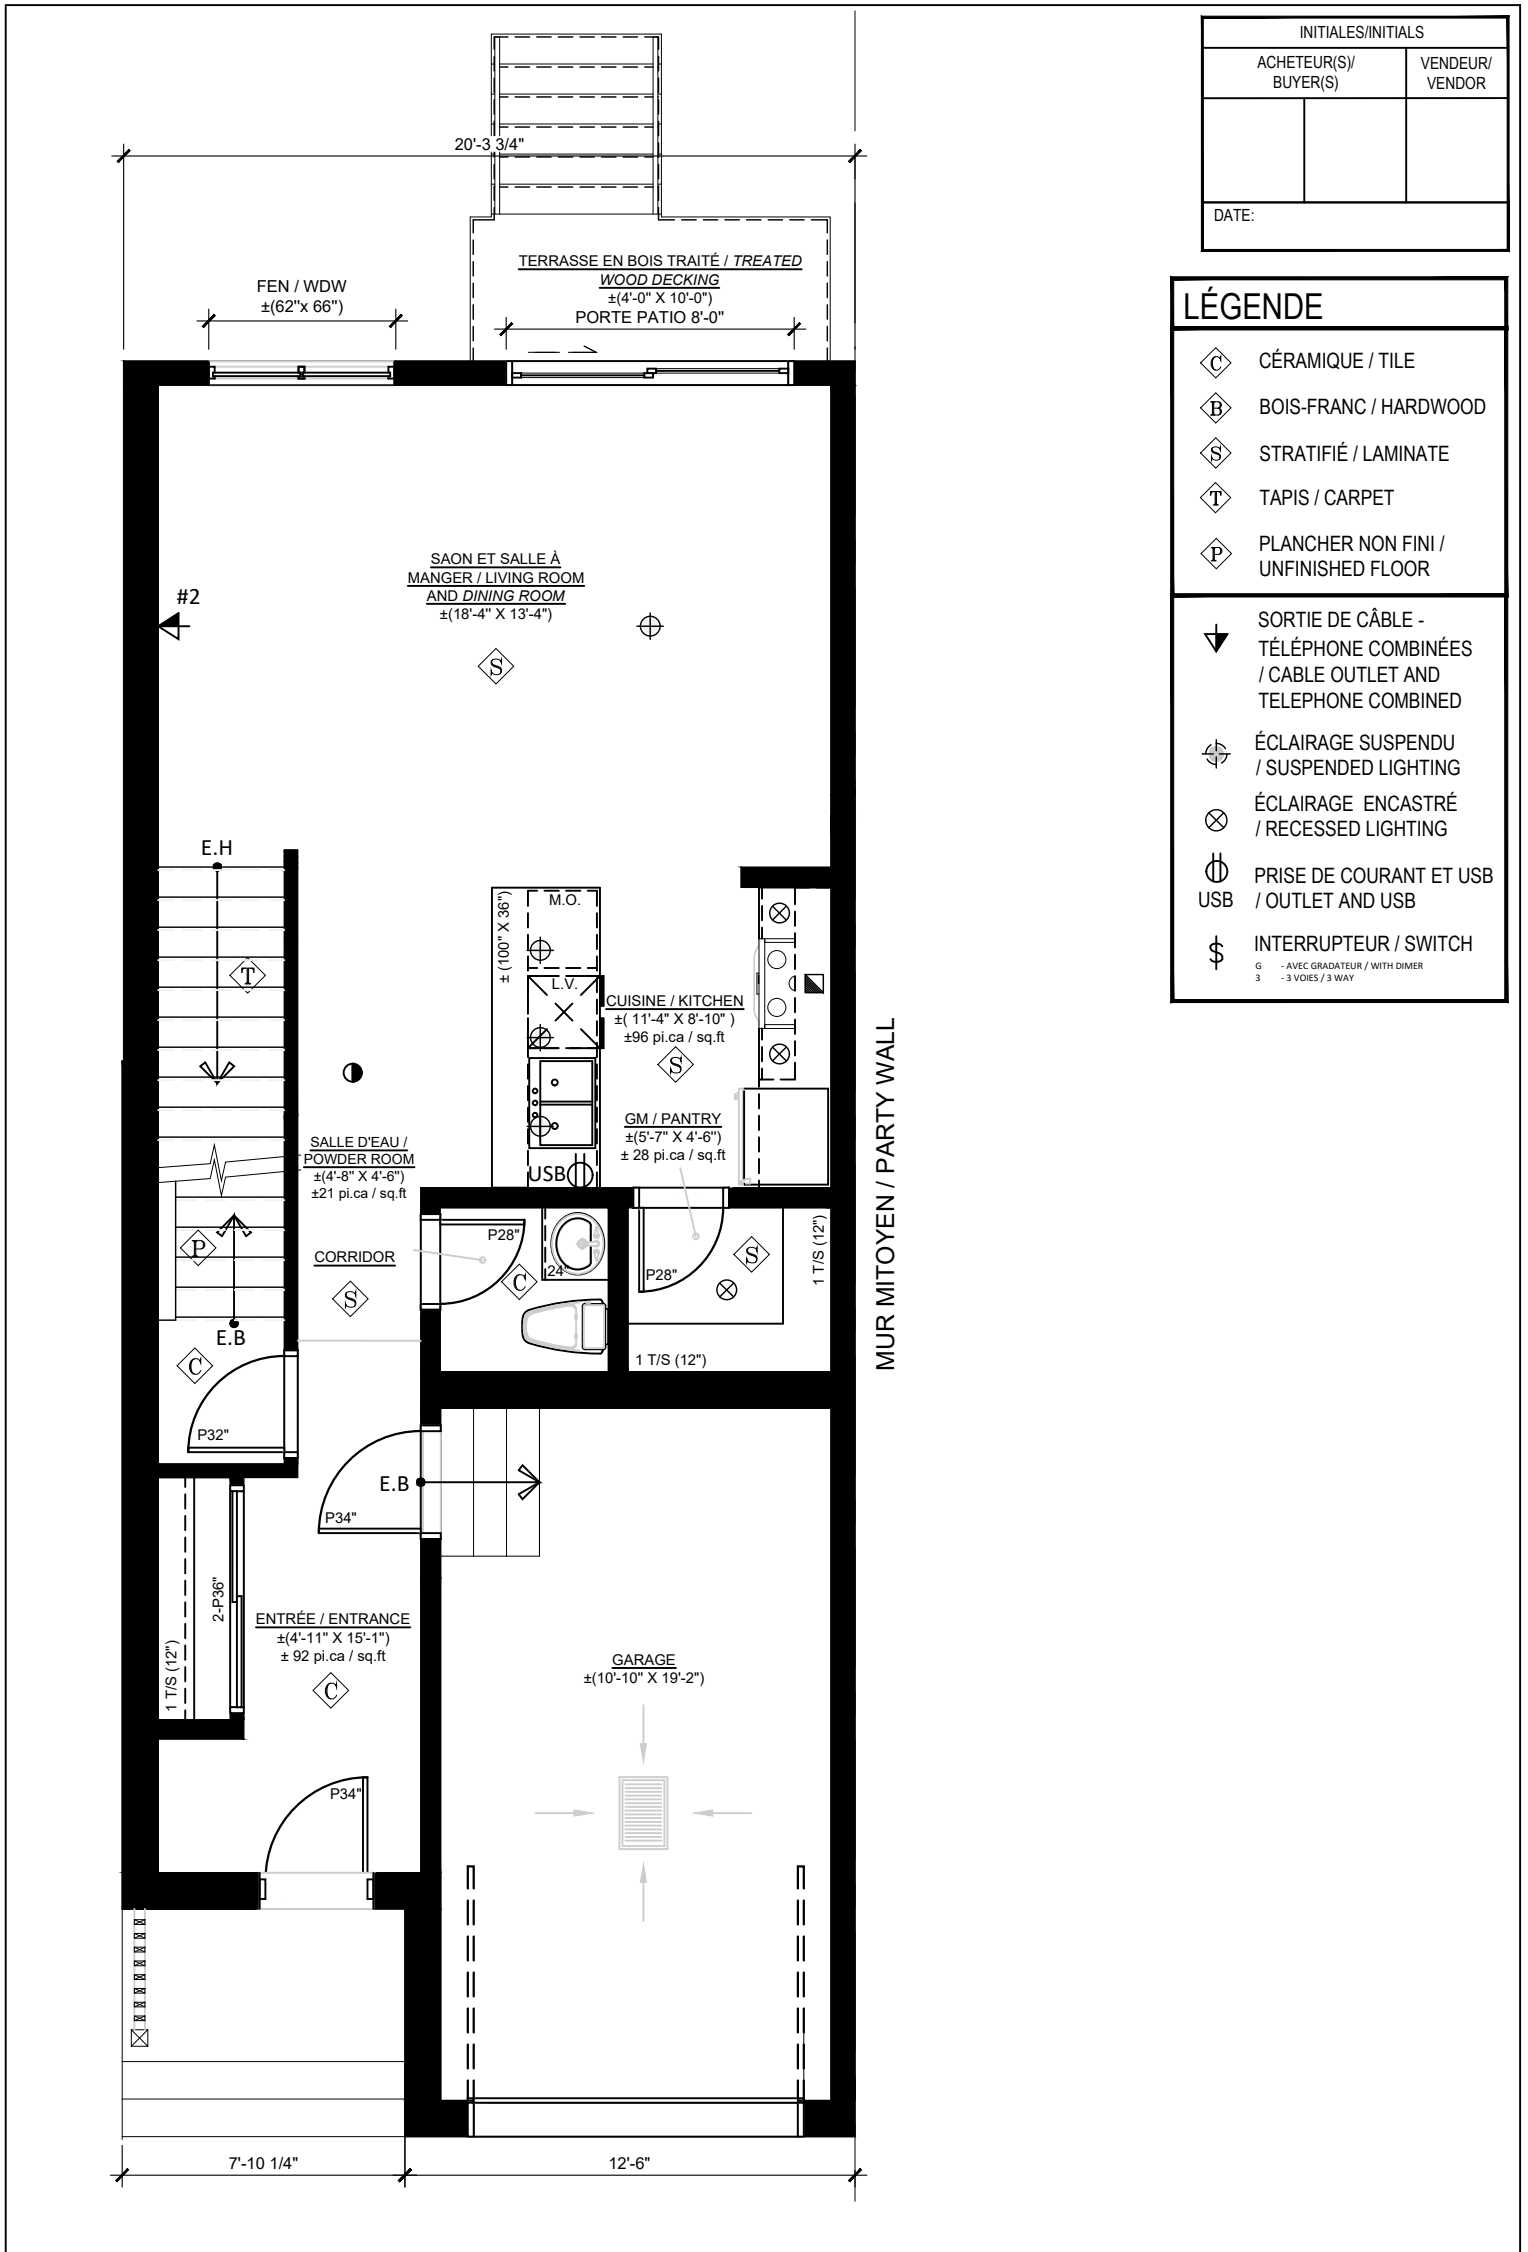 INITIALES/INITIALS
ACHETEUR(S)/
BUYER(S)
VENDEUR/
VENDOR
DATE:
LÉGENDE
C CÉRAMIQUE / TILE
B BOIS-FRANC / HARDWOOD
S STRATIFIÉ / LAMINATE
T TAPIS / CARPET
P PLANCHER NON FINI /
UNFINISHED FLOOR
SORTIE DE CÂBLE -
TÉLÉPHONE COMBINÉES
/ CABLE OUTLET AND
TELEPHONE COMBINED
ÉCLAIRAGE SUSPENDU
/ SUSPENDED LIGHTING
ÉCLAIRAGE ENCASTRÉ
/ RECESSED LIGHTING
PRISE DE COURANT ET USB
USB / OUTLET AND USB
$ INTERRUPTEUR / SWITCH
G - AVEC GRADATEUR / WITH DIMER
3 - 3 VOIES / 3 WAY
20'-3 3/4"
TERRASSE EN BOIS TRAITÉ / TREATED
WOOD DECKING
±(4'-0" X 10'-0")
PORTE PATIO 8'-0"
FEN / WDW
±(62"x 66")
SAON ET SALLE À
MANGER / LIVING ROOM
AND DINING ROOM
±(18'-4" X 13'-4")
S
#2
E.H
T
M.O.
± (100" X 36")
L.V.
CUISINE / KITCHEN
±( 11'-4" X 8'-10" )
±96 pi.ca / sq.ft
S
GM / PANTRY
±(5'-7" X 4'-6")
± 28 pi.ca / sq.ft
USB
SALLE D'EAU /
POWDER ROOM
±(4'-8" X 4'-6")
±21 pi.ca / sq.ft
MUR MITOYEN / PARTY WALL
P
CORRIDOR
S
P28"
C
24"
P28"
S
1 T/S (12")
1 T/S (12")
E.B
C
P32"
E.B
P34"
2-P36"
1 T/S (12")
ENTRÉE / ENTRANCE
±(4'-11" X 15'-1")
± 92 pi.ca / sq.ft
C
GARAGE
±(10'-10" X 19'-2")
P34"
7'-10 1/4"
12'-6"